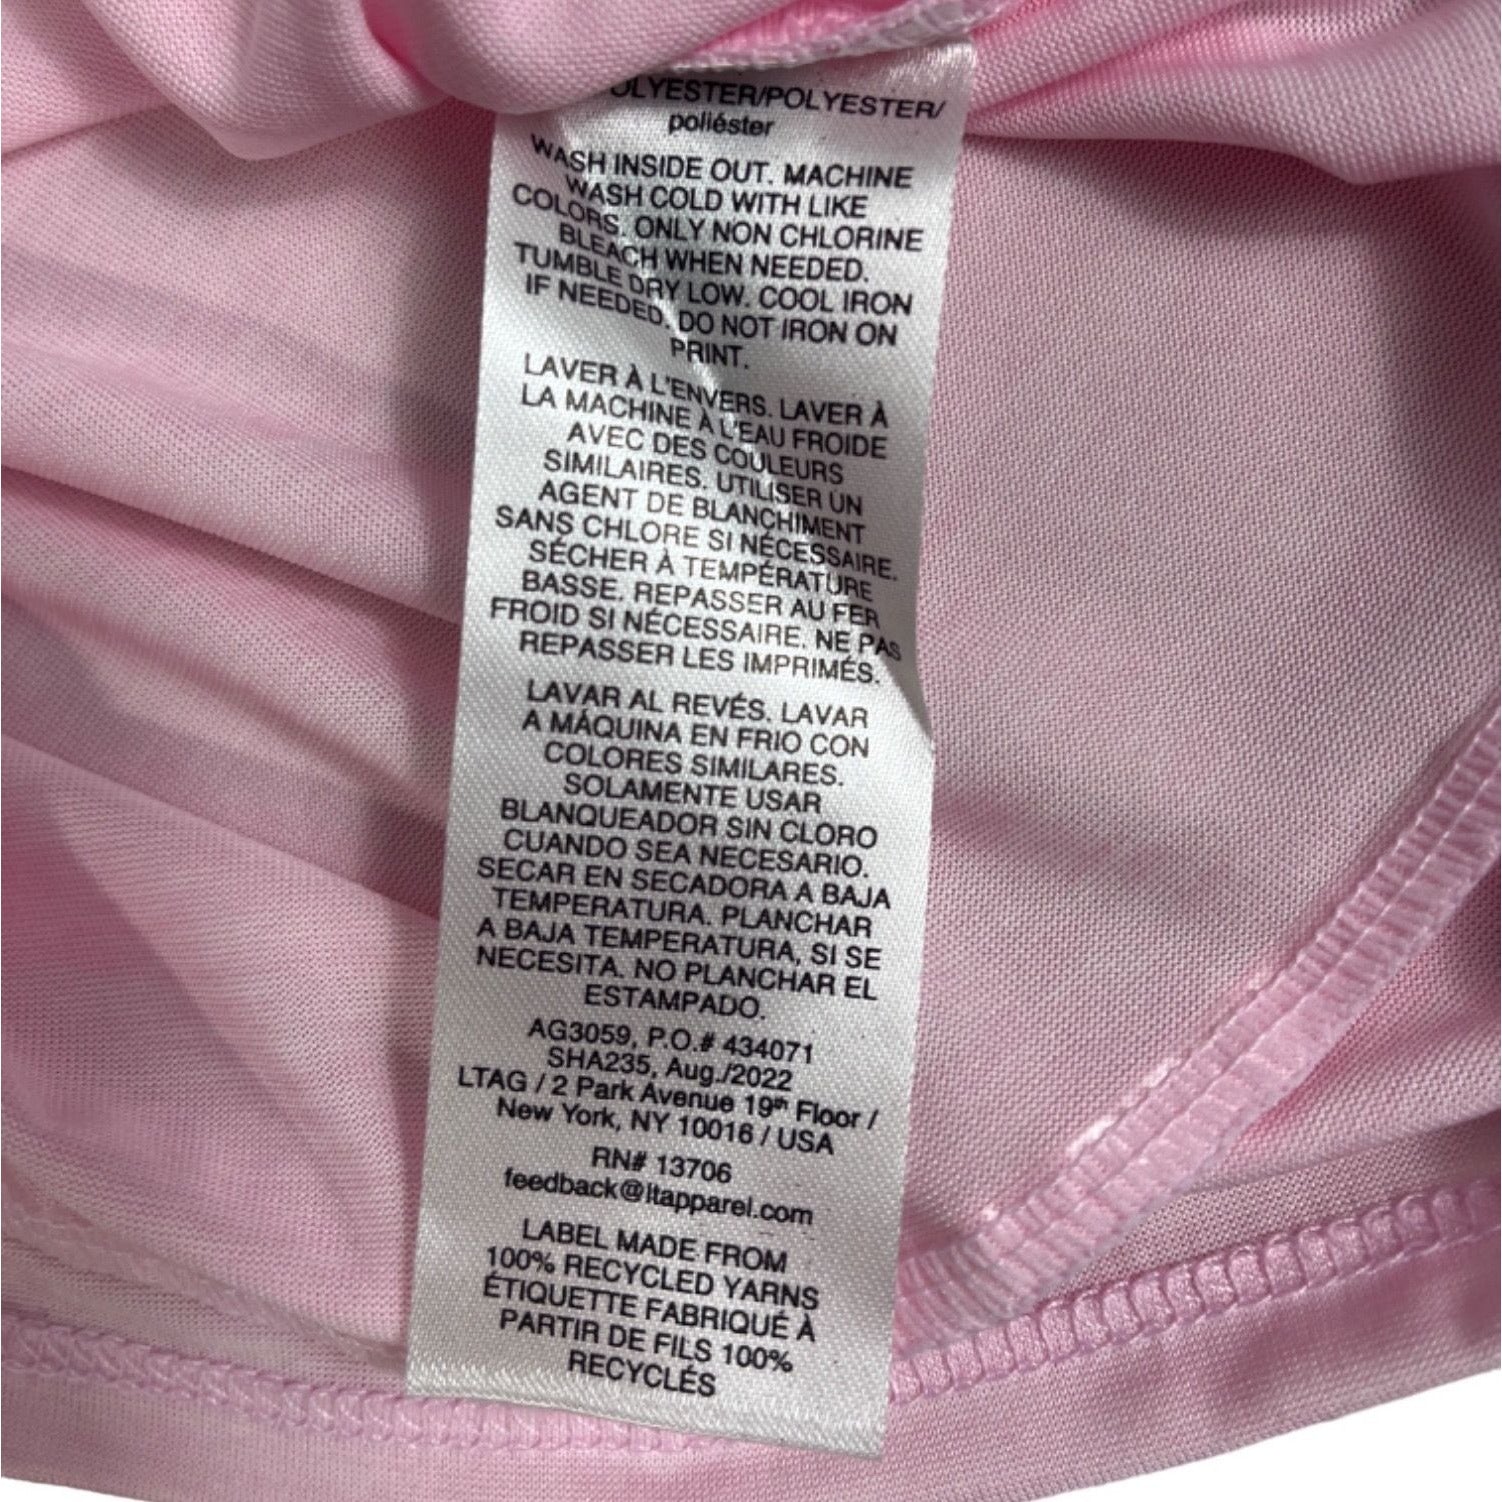 OLYESTER/POLYESTER/
poliéster
WASH INSIDE OUT. MACHINE
WASH COLD WITH LIKE
COLORS. ONLY NON CHLORINE
BLEACH WHEN NEEDED.
TUMBLE DRY LOW. COOL IRON
IF NEEDED. DO NOT IRON ON
PRINT.
LAVER À L'ENVERS. LAVER À
LA MACHINE À L'EAU FROIDE
AVEC DES COULEURS
SIMILAIRES. UTILISER UN
AGENT DE BLANCHIMENT
SANS CHLORE SI NÉCESSAIRE.
SÉCHER À TEMPÉRATURE
BASSE. REPASSER AU FER
FROID SI NÉCESSAIRE. NE PAS
REPASSER LES IMPRIMÉS.
LAVAR AL REVÉS. LAVAR
A MÁQUINA EN FRIO CON
COLORES SIMILARES.
SOLAMENTE USAR
BLANQUEADOR SIN CLORO
CUANDO SEA NECESARIO.
SECAR EN SECADORA A BAJA
TEMPERATURA. PLANCHAR
A BAJA TEMPERATURA, SI SE
NECESITA. NO PLANCHAR EL
ESTAMPADO.
AG3059, P.O.# 434071
SHA235, Aug./2022
LTAG / 2 Park Avenue 19th Floor /
New York, NY 10016 / USA
RN# 13706
feedback@ltapparel.com
LABEL MADE FROM
100% RECYCLED YARNS
ÉTIQUETTE FABRIQUÉ À
PARTIR DE FILS 100%
RECYCLÉS